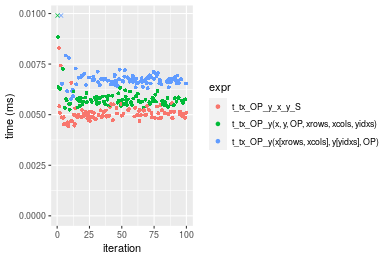 0.0100
0.0075
0.0050
0.0025
0.0000
time (ms)
0
25
50
75
100
iteration
expr
t_tx_OP_y_x_y_S
t_tx_OP_y(x, y, OP, xrows, xcols, yidxs)
t_tx_OP_y(x[xrows, xcols], y[yidxs], OP)